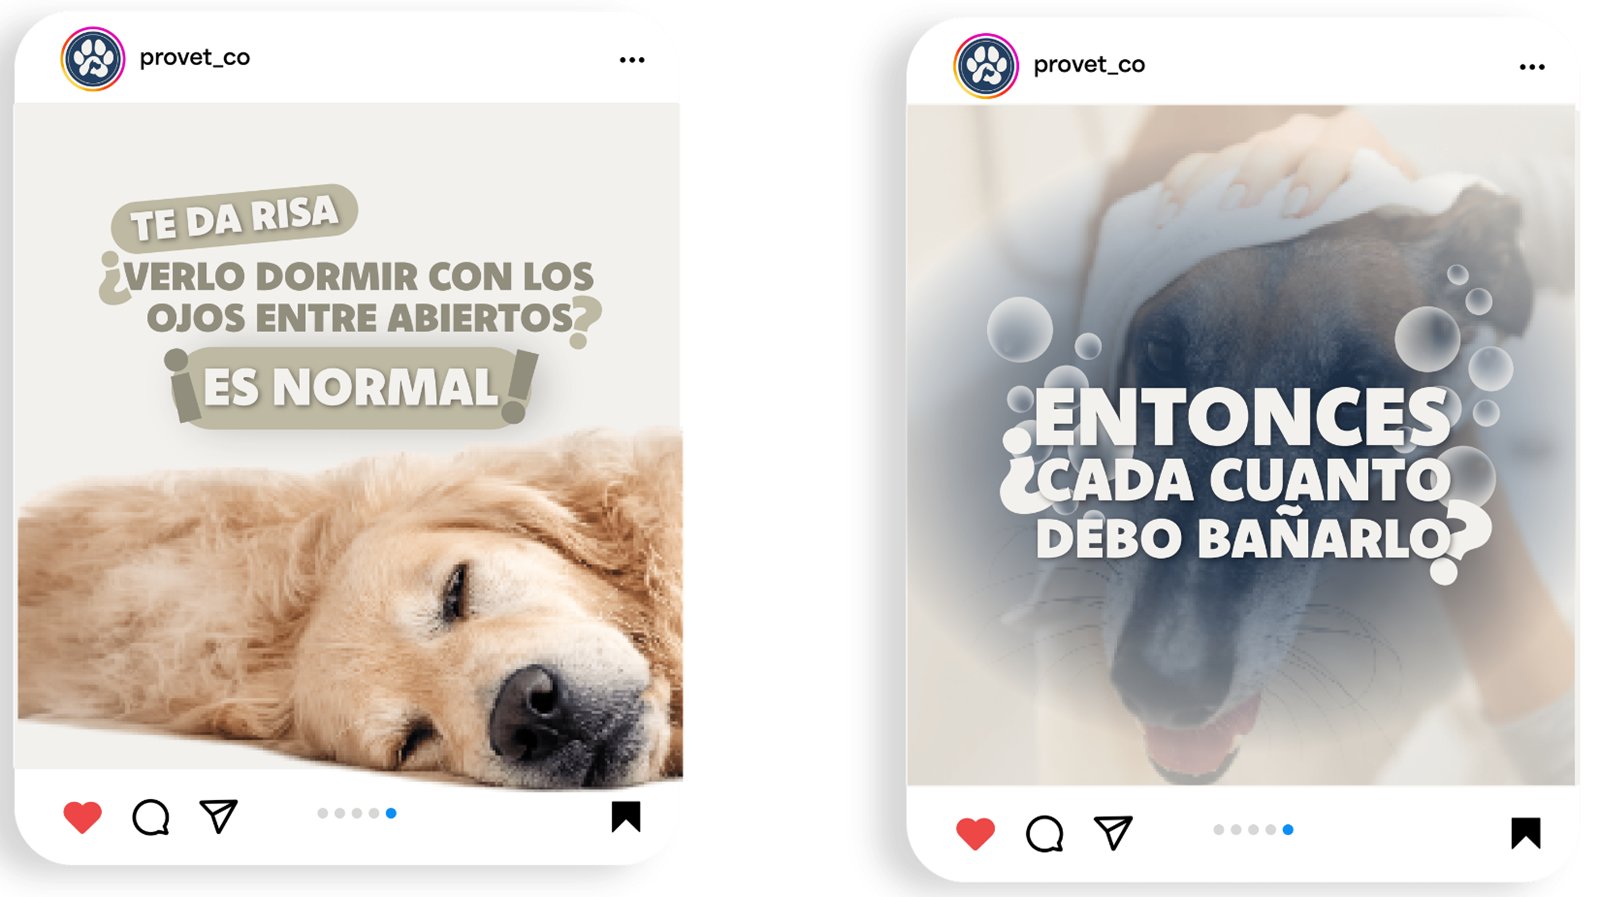 provet_co
TE DA RISA
¿VERLO DORMIR CON LOS
OJOS ENTRE ABIERTOS?
¡ES NORMAL!
provet_co
ENTONCES
¿CADA CUANTO
DEBO BAÑARLO?